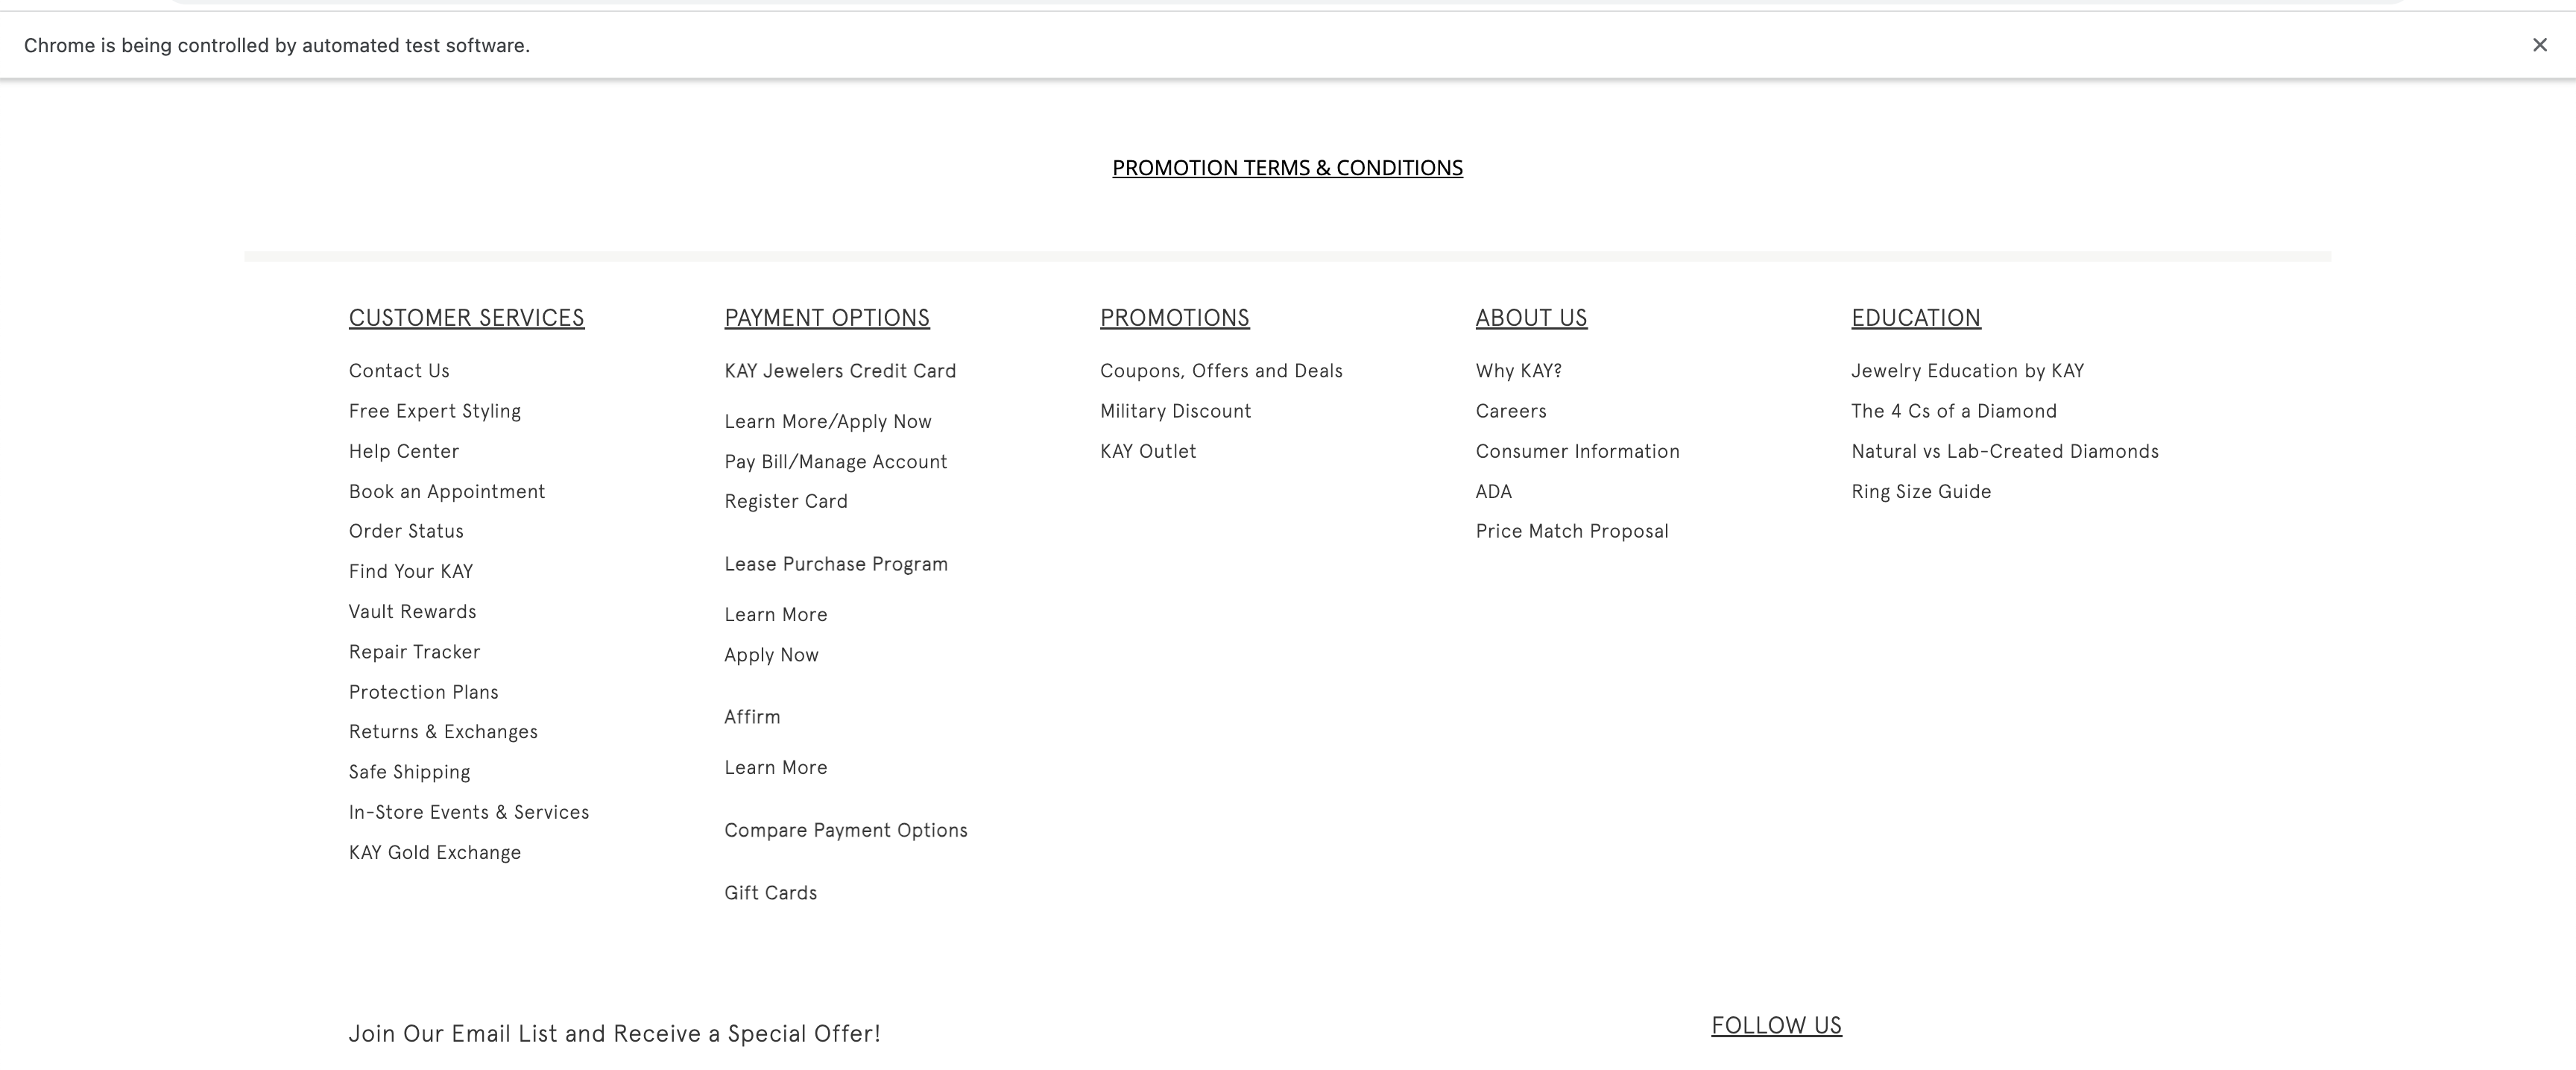 Chrome is being controlled by automated test software.
PROMOTION TERMS & CONDITIONS
CUSTOMER SERVICES
Contact Us
Free Expert Styling
Help Center
Book an Appointment
Order Status
Find Your KAY
Vault Rewards
Repair Tracker
Protection Plans
Returns & Exchanges
Safe Shipping
In-Store Events & Services
KAY Gold Exchange
PAYMENT OPTIONS
KAY Jewelers Credit Card
Learn More/Apply Now
Pay Bill/Manage Account
Register Card
Lease Purchase Program
Learn More
Apply Now
Affirm
Learn More
Compare Payment Options
Gift Cards
PROMOTIONS
Coupons, Offers and Deals
Military Discount
KAY Outlet
ABOUT US
Why KAY?
Careers
Consumer Information
ADA
Price Match Proposal
EDUCATION
Jewelry Education by KAY
The 4 Cs of a Diamond
Natural vs Lab-Created Diamonds
Ring Size Guide
Join Our Email List and Receive a Special Offer!
FOLLOW US